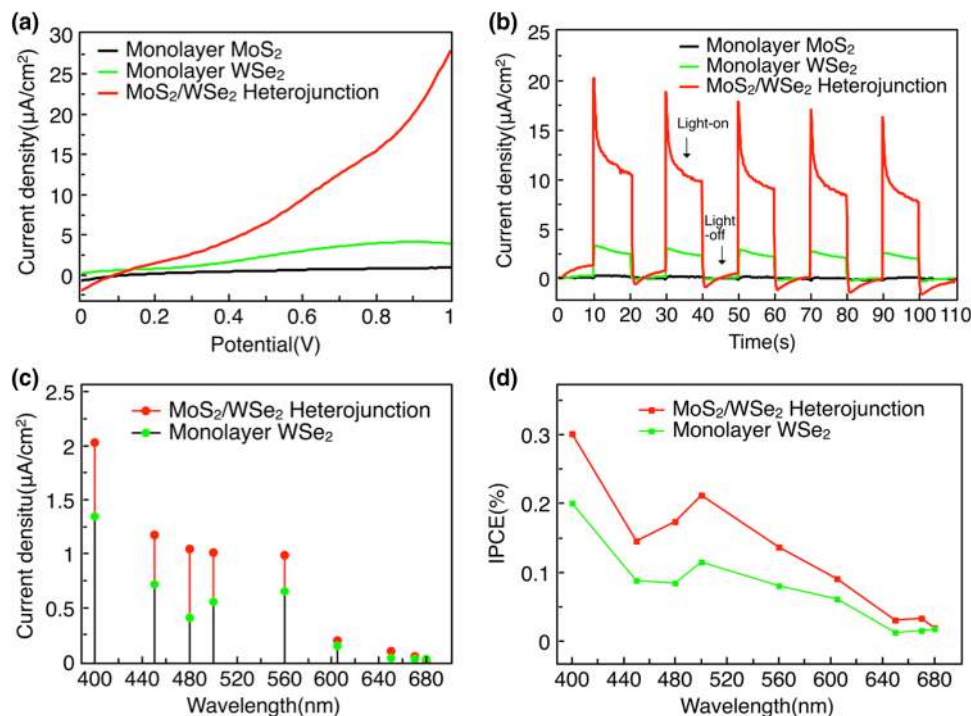 (a)
30
25
20
15
10
5
0
Current density(µA/cm²)
Monolayer MoS₂
Monolayer WSe₂
MoS₂/WSe₂ Heterojunction
0 0.2 0.4 0.6 0.8 1
Potential(V)
(b)
25
20
15
10
5
0
Current density(µA/cm²)
Monolayer MoS₂
Monolayer WSe₂
MoS₂/WSe₂ Heterojunction
Light-on
Light
-off
0 10 20 30 40 50 60 70 80 90 100 110
Time(s)
(c)
2.5
2
1.5
1
0.5
0
Current densitu(µA/cm²)
MoS₂/WSe₂ Heterojunction
Monolayer WSe₂
400 440 480 520 560 600 640 680
Wavelength(nm)
(d)
0.3
0.2
0.1
0
IPCE(%)
MoS₂/WSe₂ Heterojunction
Monolayer WSe₂
400 440 480 520 560 600 640 680
Wavelength(nm)